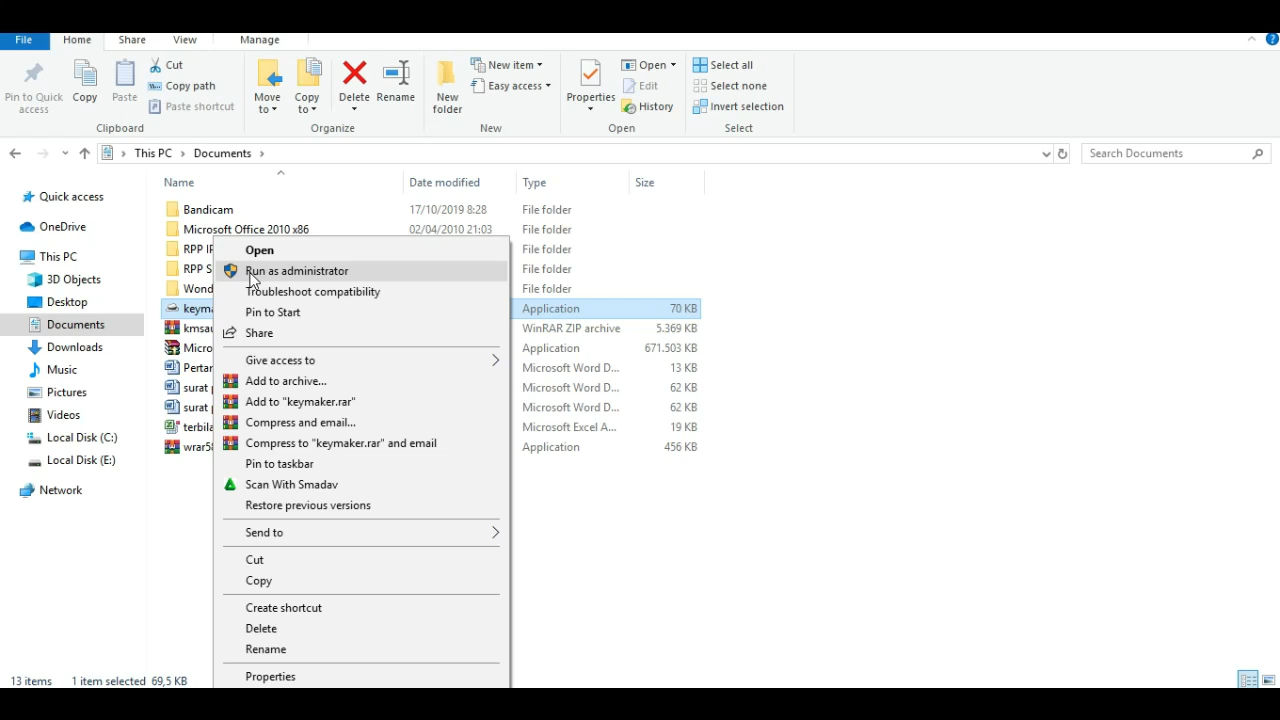 File Home Share View Manage
Pin to Quick access
Copy
Paste
Cut
Copy path
Paste shortcut
Clipboard
Move to
Copy to
Delete
Rename
Organize
New folder
New item
Easy access
New
Properties
Open
Edit
History
Open
Select all
Select none
Invert selection
Select
This PC Documents
Search Documents
Quick access
OneDrive
This PC
3D Objects
Desktop
Documents
Downloads
Music
Pictures
Videos
Local Disk (C:)
Local Disk (E:)
Network
Name Date modified Type Size
Bandicam 17/10/2019 8:28 File folder
Microsoft Office 2010 x86 02/04/2010 21:03 File folder
RPP File folder
RPP S File folder
Wond File folder
keyma Application 70 KB
kmsau WinRAR ZIP archive 5.369 KB
Micro Application 671.503 KB
Pertar Microsoft Word D... 13 KB
surat p Microsoft Word D... 62 KB
surat p Microsoft Word D... 62 KB
terbila Microsoft Excel A... 19 KB
wrar58 Application 456 KB
Open
Run as administrator
Troubleshoot compatibility
Pin to Start
Share
Give access to
Add to archive...
Add to "keymaker.rar"
Compress and email...
Compress to "keymaker.rar" and email
Pin to taskbar
Scan With Smadav
Restore previous versions
Send to
Cut
Copy
Create shortcut
Delete
Rename
Properties
13 items 1 item selected 69,5 KB